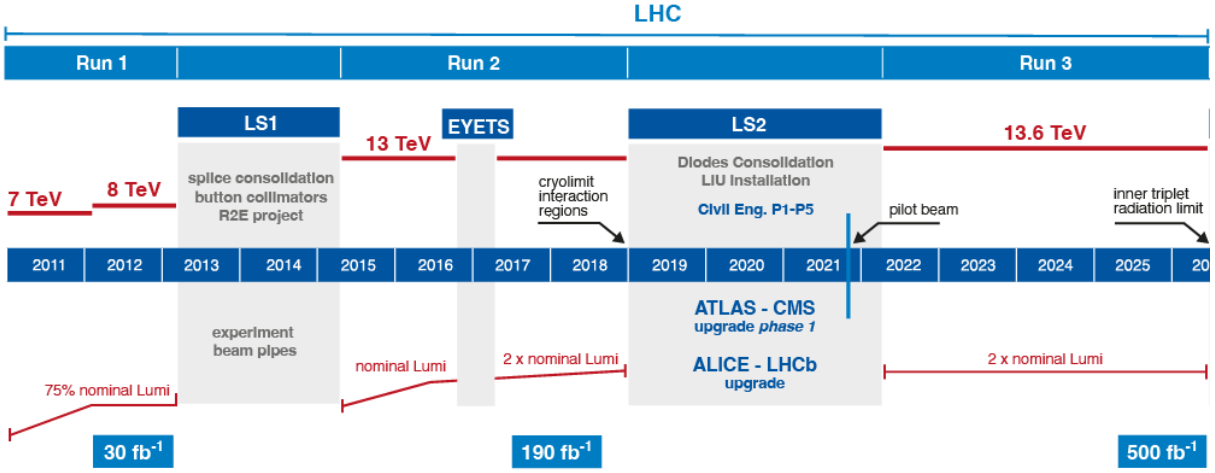 LHC
Run 1
Run 2
Run 3
LS1
EYETS
LS2
13.6 TeV
13 TeV
7 TeV
8 TeV
splice consolidation
button collimators
R2E project
cryolimit
interaction
regions
Diodes Consolidation
LIU Installation
Civil Eng. P1-P5
pilot beam
inner triplet
radiation limit
2011
2012
2013
2014
2015
2016
2017
2018
2019
2020
2021
2022
2023
2024
2025
20
experiment
beam pipes
ATLAS - CMS
upgrade phase 1
ALICE - LHCb
upgrade
75% nominal Lumi
nominal Lumi
2 x nominal Lumi
2 x nominal Lumi
30 fb⁻¹
190 fb⁻¹
500 fb⁻¹